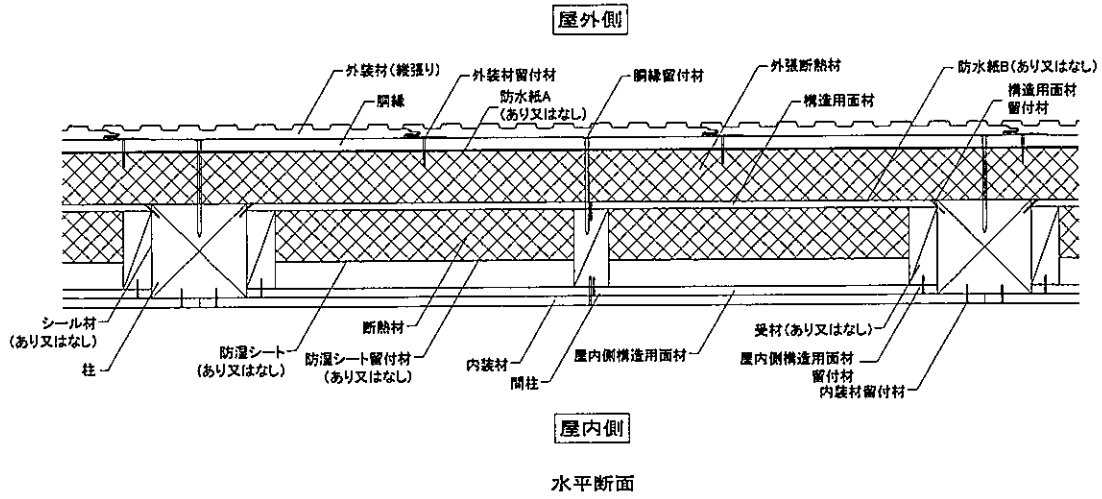 屋外側
外装材(縦張り)
外装材留付材
胴縁留付材
外張断熱材
防水紙B(あり又はなし)
胴縁
防水紙A
(あり又はなし)
構造用面材
構造用面材
留付材
シール材
(あり又はなし)
柱
防湿シート
(あり又はなし)
断熱材
防湿シート留付材
(あり又はなし)
内装材
間柱
屋内側構造用面材
受材(あり又はなし)
屋内側構造用面材
留付材
内装材留付材
屋内側
水平断面